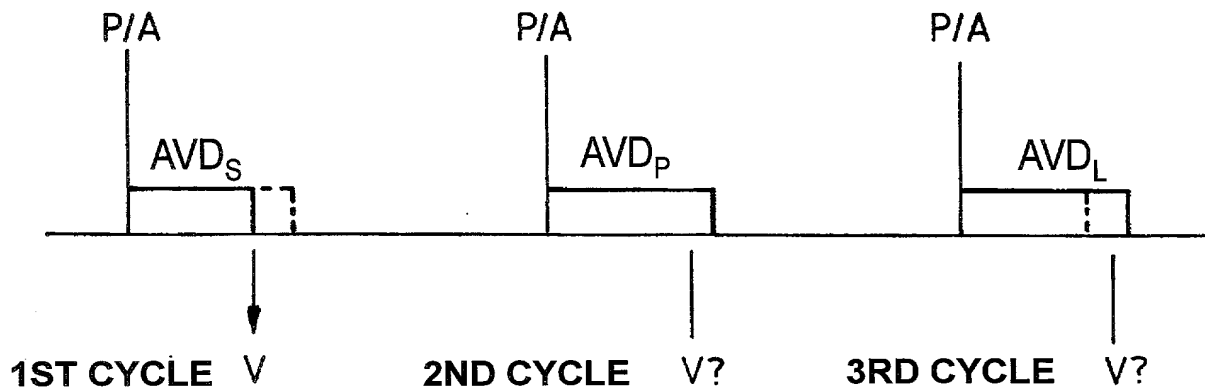 P/A P/A P/A
AVDS AVDP AVDL
1ST CYCLE V 2ND CYCLE V? 3RD CYCLE V?